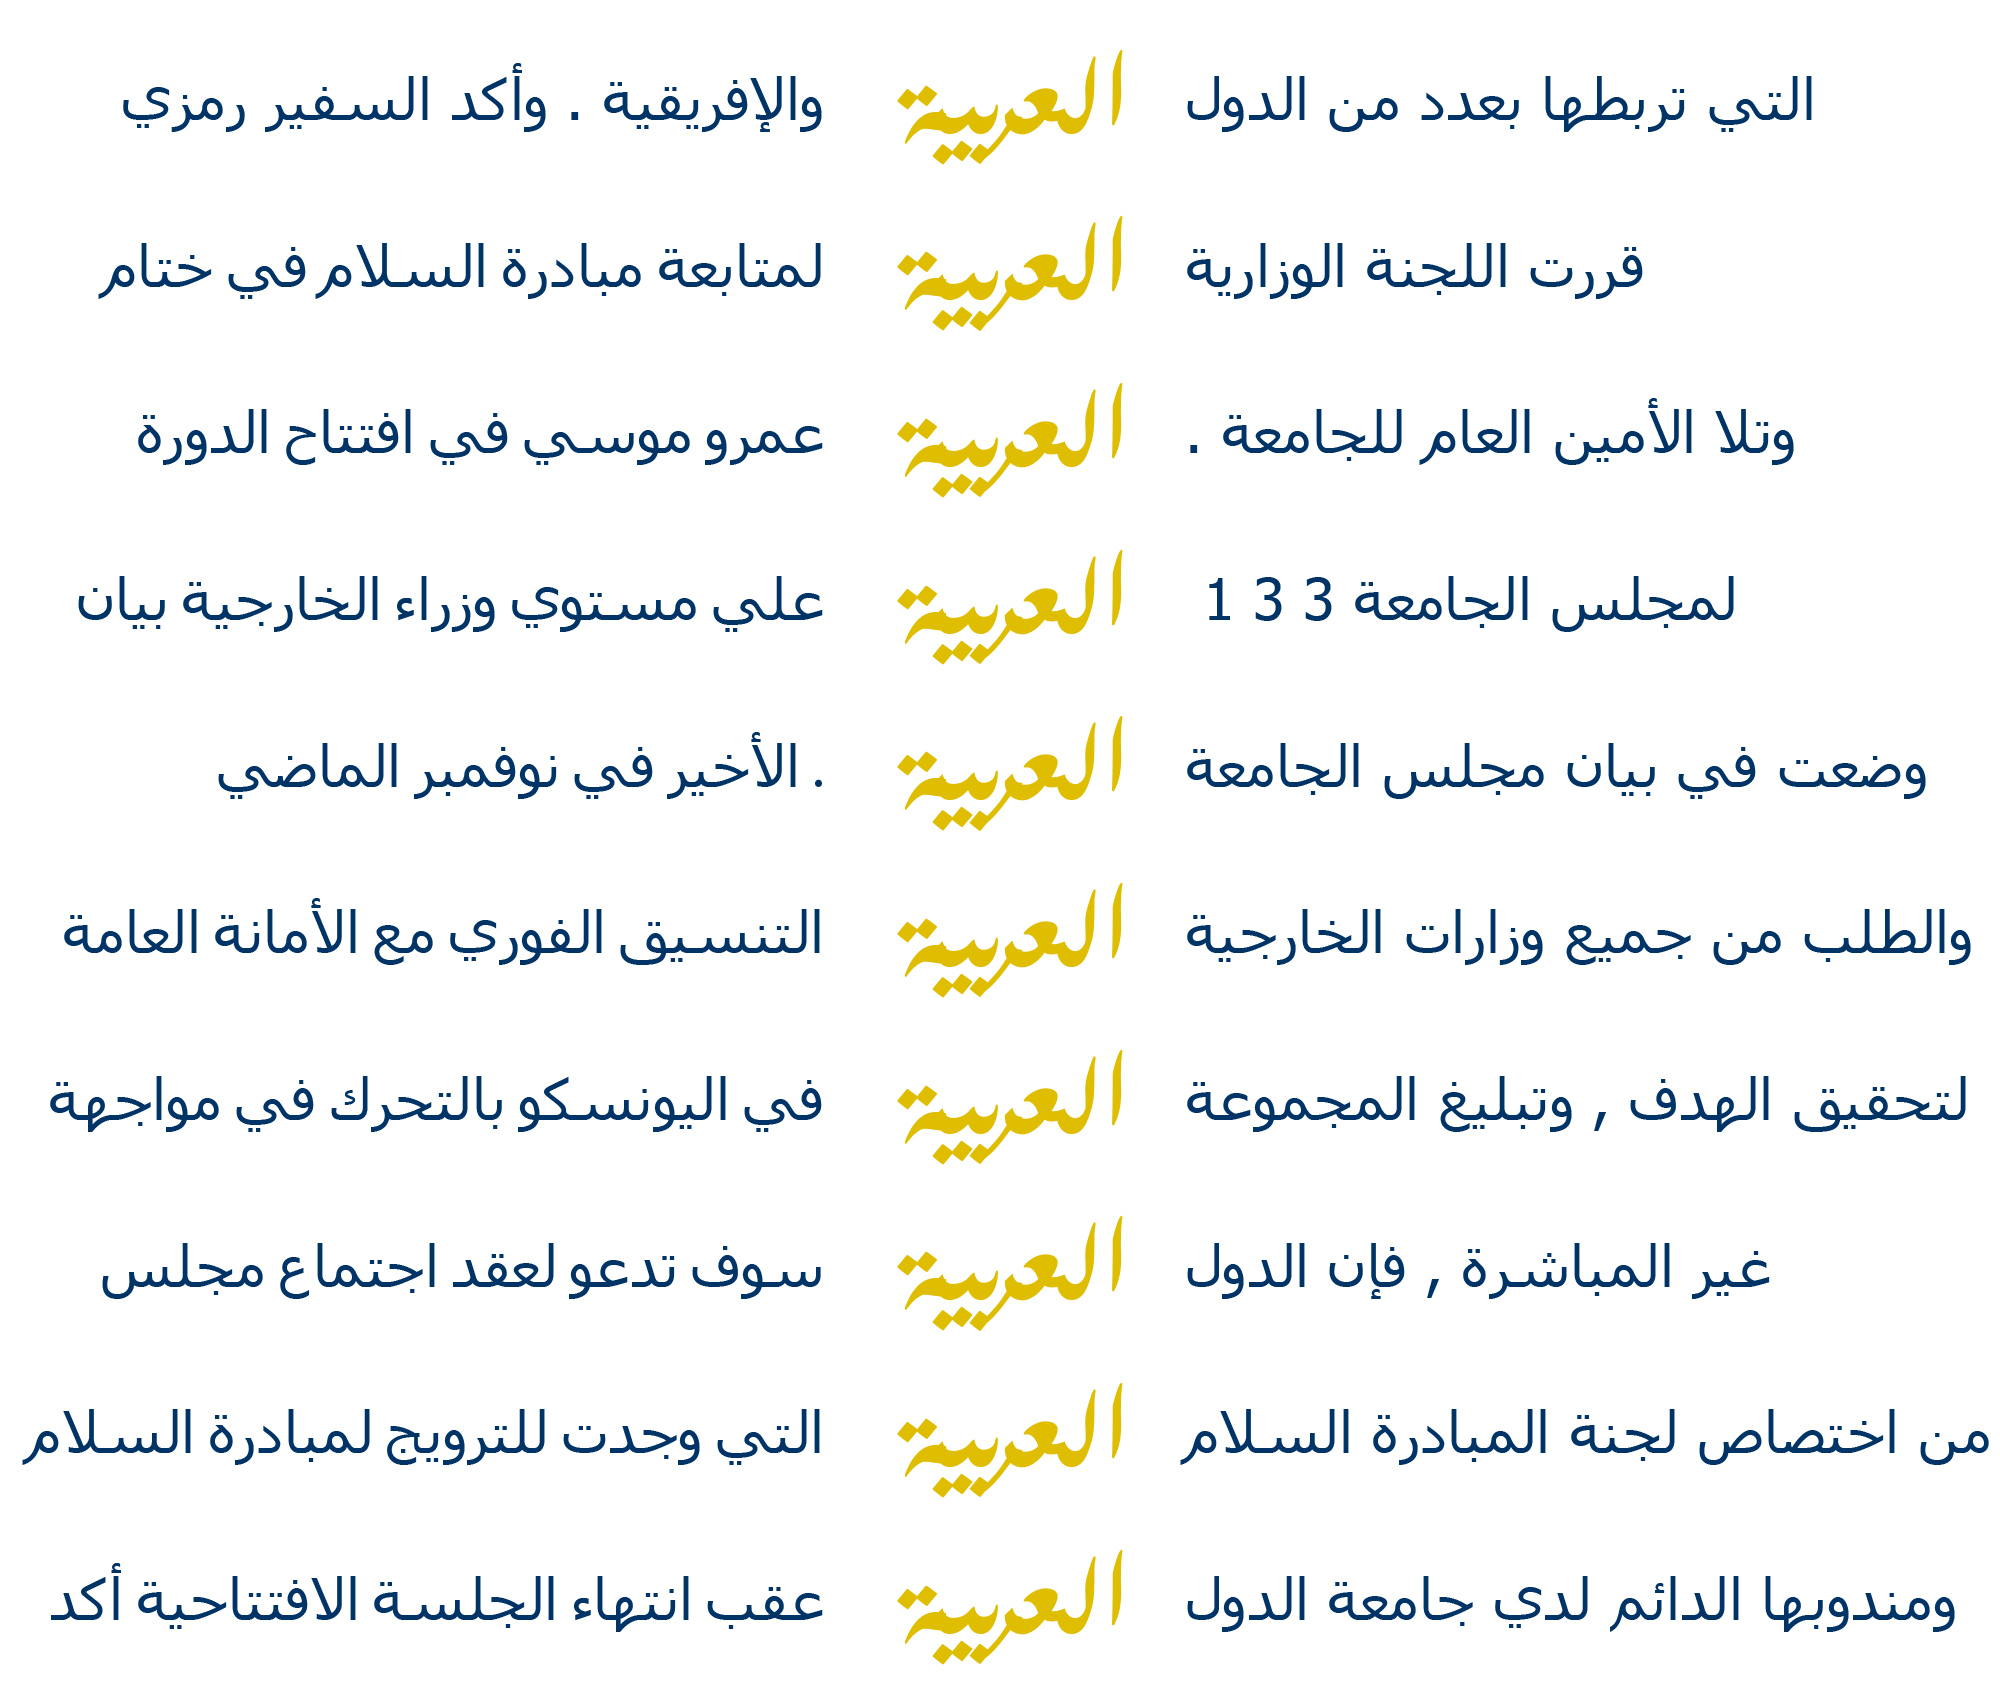 التي تربطها بعدد من الدول العربية والإفريقية . وأكد السفير رمزي
قررت اللجنة الوزارية العربية لمتابعة مبادرة السلام في ختام
وتلا الأمين العام للجامعة . العربية عمرو موسي في افتتاح الدورة
لمجلس الجامعة 3 3 1 العربية علي مستوي وزراء الخارجية بيان
وضعت في بيان مجلس الجامعة العربية . الأخير في نوفمبر الماضي
والطلب من جميع وزارات الخارجية العربية التنسيق الفوري مع الأمانة العامة
لتحقيق الهدف , وتبليغ المجموعة العربية في اليونسكو بالتحرك في مواجهة
غير المباشرة , فإن الدول العربية سوف تدعو لعقد اجتماع مجلس
من اختصاص لجنة المبادرة السلام العربية التي وجدت للترويج لمبادرة السلام
ومندوبها الدائم لدي جامعة الدول العربية عقب انتهاء الجلسة الافتتاحية أكد